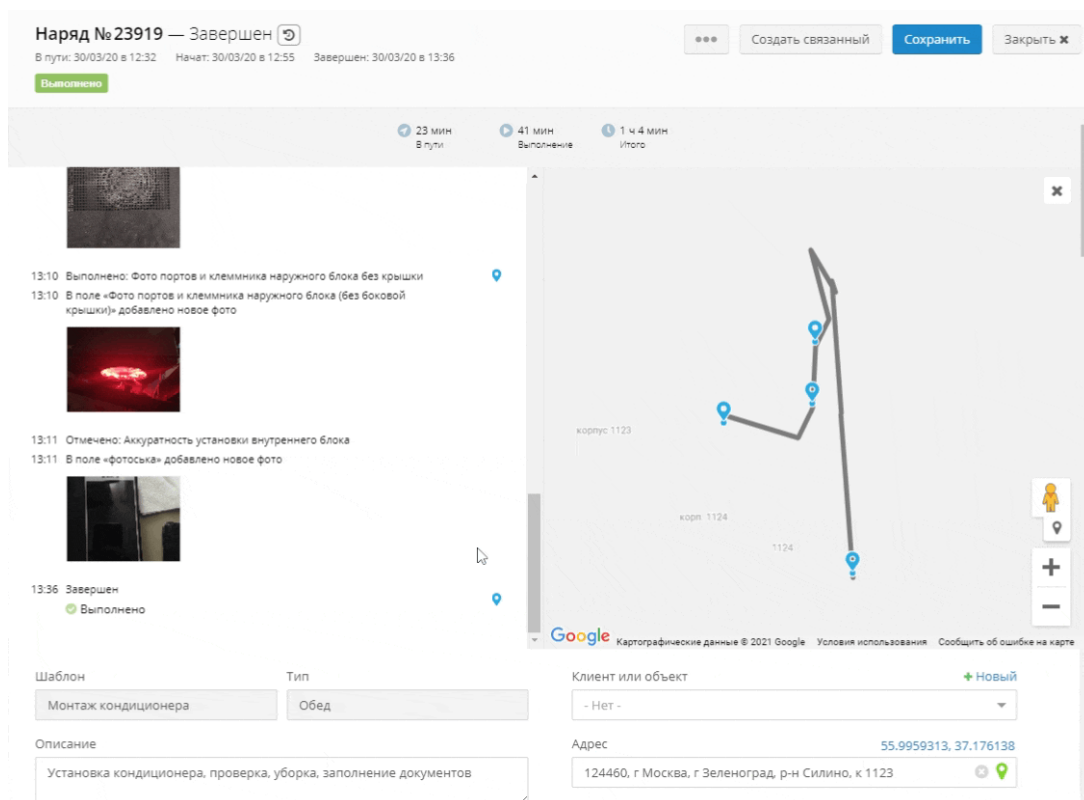 Наряд №23919 — Завершен
Создать связанный
Сохранить
Закрыть ✖
В пути: 30/03/20 в 12:32 Начат: 30/03/20 в 12:55 Завершен: 30/03/20 в 13:36
Выполнено
23 мин
В пути
41 мин
Выполнение
1 ч 4 мин
Итого
13:10 Выполнено: Фото портов и клеммника наружного блока без крышки
13:10 В поле «Фото портов и клеммника наружного блока (без боковой
крышки)» добавлено новое фото
13:11 Отмечено: Аккуратность установки внутреннего блока
13:11 В поле «фотоська» добавлено новое фото
13:36 Завершен
Выполнено
корпус 1123
корп 1124
1124
Google
Картографические данные © 2021 Google Условия использования Сообщить об ошибке на карте
Шаблон
Монтаж кондиционера
Тип
Обед
Клиент или объект
+ Новый
- Нет -
Описание
Установка кондиционера, проверка, уборка, заполнение документов
Адрес
55.9959313, 37.176138
124460, г Москва, г Зеленоград, р-н Силино, к 1123